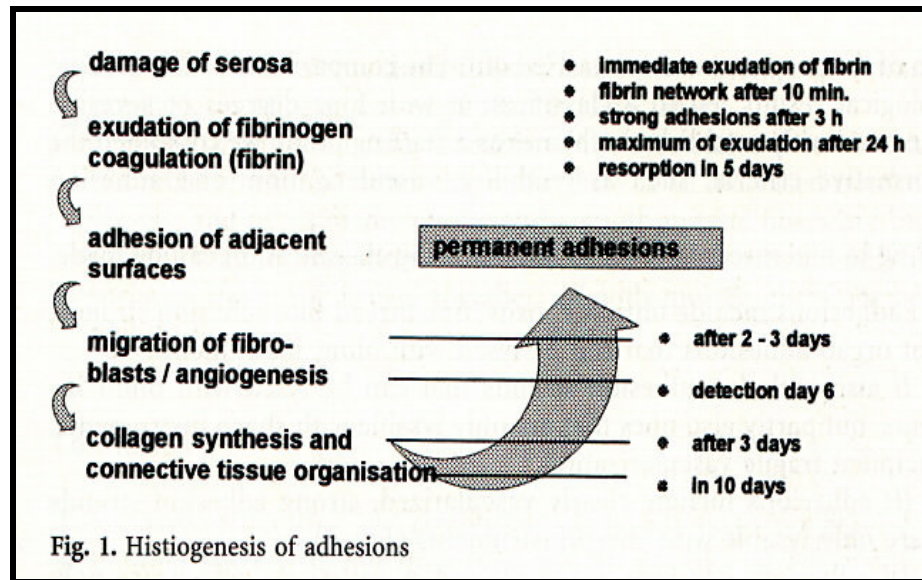 damage of serosa
exudation of fibrinogen
coagulation (fibrin)
adhesion of adjacent
surfaces
migration of fibro-
blasts / angiogenesis
collagen synthesis and
connective tissue organisation
* immediate exudation of fibrin
* fibrin network after 10 min.
* strong adhesions after 3 h
* maximum of exudation after 24 h
* resorption in 5 days
permanent adhesions
* after 2 - 3 days
* detection day 6
* after 3 days
* in 10 days
Fig. 1. Histiogenesis of adhesions